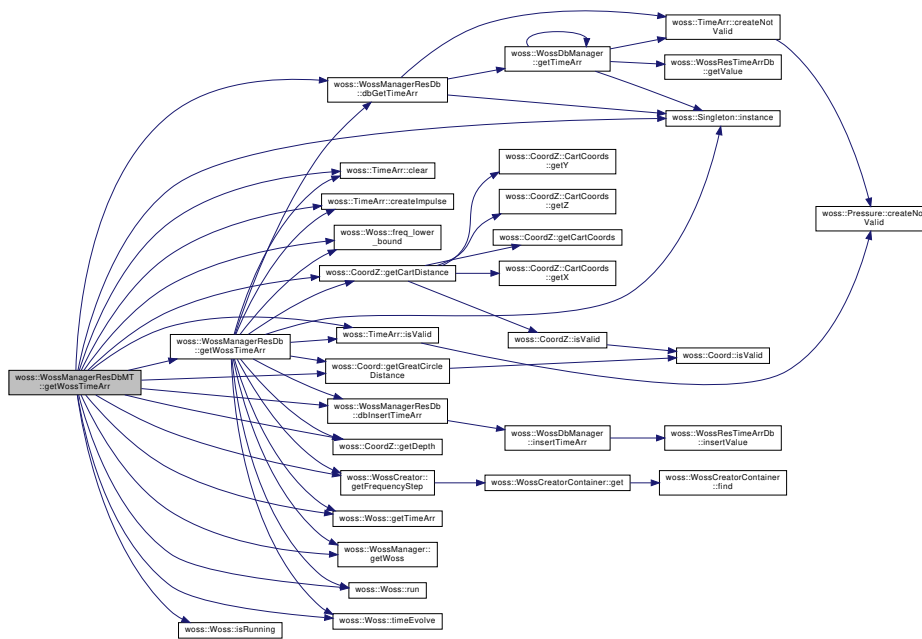 woss::TimeArr::createNot
Valid
woss::WossDbManager
::getTimeArr
woss::WossResTimeArrDb
::getValue
woss::WossManagerResDb
::dbGetTimeArr
woss::Singleton::instance
woss::CoordZ::CartCoords
::getY
woss::TimeArr::clear
woss::CoordZ::CartCoords
::getZ
woss::TimeArr::createImpulse
woss::Pressure::createNot
Valid
woss::Woss::freq_lower
_bound
woss::CoordZ::getCartCoords
woss::CoordZ::getCartDistance
woss::CoordZ::CartCoords
::getX
woss::TimeArr::isValid
woss::CoordZ::isValid
woss::WossManagerResDb
::getWossTimeArr
woss::Coord::isValid
woss::Coord::getGreatCircle
Distance
woss::WossManagerResDbMT
::getWossTimeArr
woss::WossManagerResDb
::dbInsertTimeArr
woss::WossDbManager
::insertTimeArr
woss::WossResTimeArrDb
::insertValue
woss::CoordZ::getDepth
woss::WossCreator::
getFrequencyStep
woss::WossCreatorContainer::get
woss::WossCreatorContainer
::find
woss::Woss::getTimeArr
woss::WossManager::
getWoss
woss::Woss::run
woss::Woss::timeEvolve
woss::Woss::isRunning